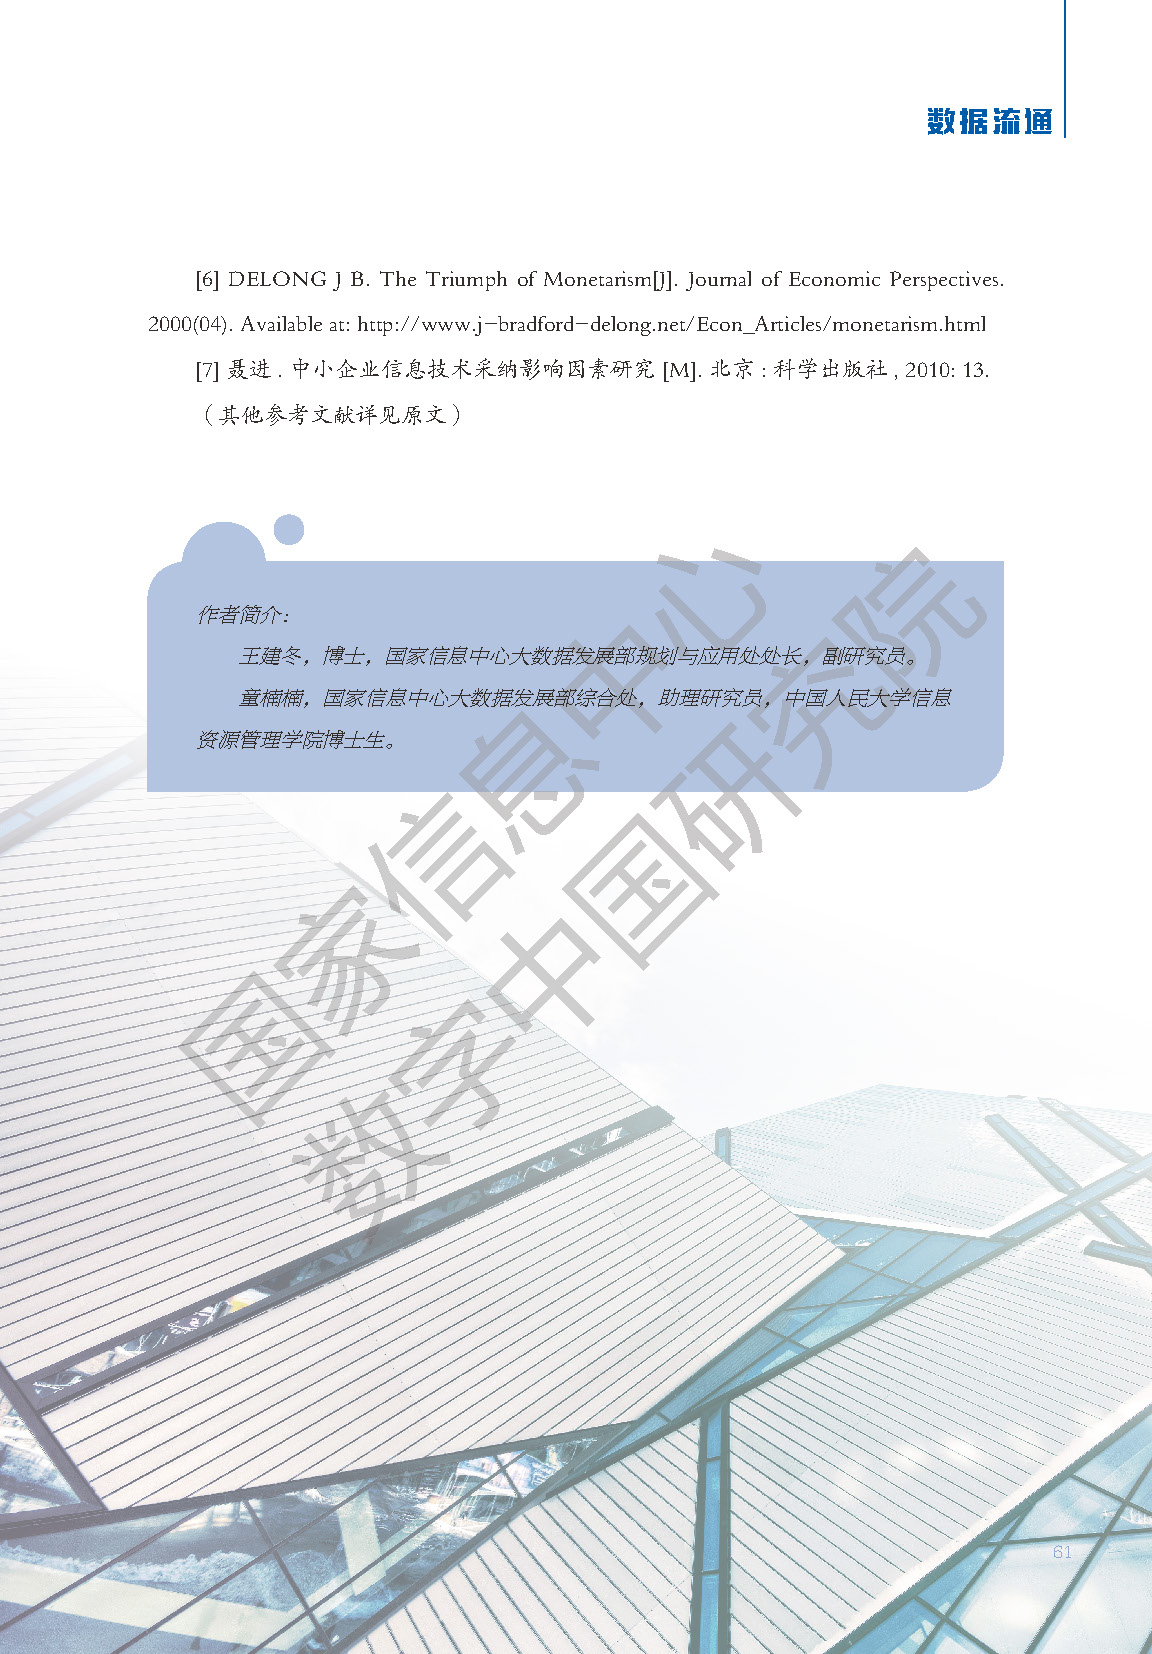 数据流通
[6] DELONG J B. The Triumph of Monetarism[J]. Journal of Economic Perspectives.
2000(04). Available at: http://www.j-bradford-delong.net/Econ_Articles/monetarism.html
[7] 聂进 . 中小企业信息技术采纳影响因素研究 [M]. 北京 : 科学出版社 , 2010: 13.
（其他参考文献详见原文）
作者简介：
王建冬，博士，国家信息中心大数据发展部规划与应用处处长，副研究员。
童楠楠，国家信息中心大数据发展部综合处，助理研究员，中国人民大学信息
资源管理学院博士生。
国家信息中心
数字中国研究院
61